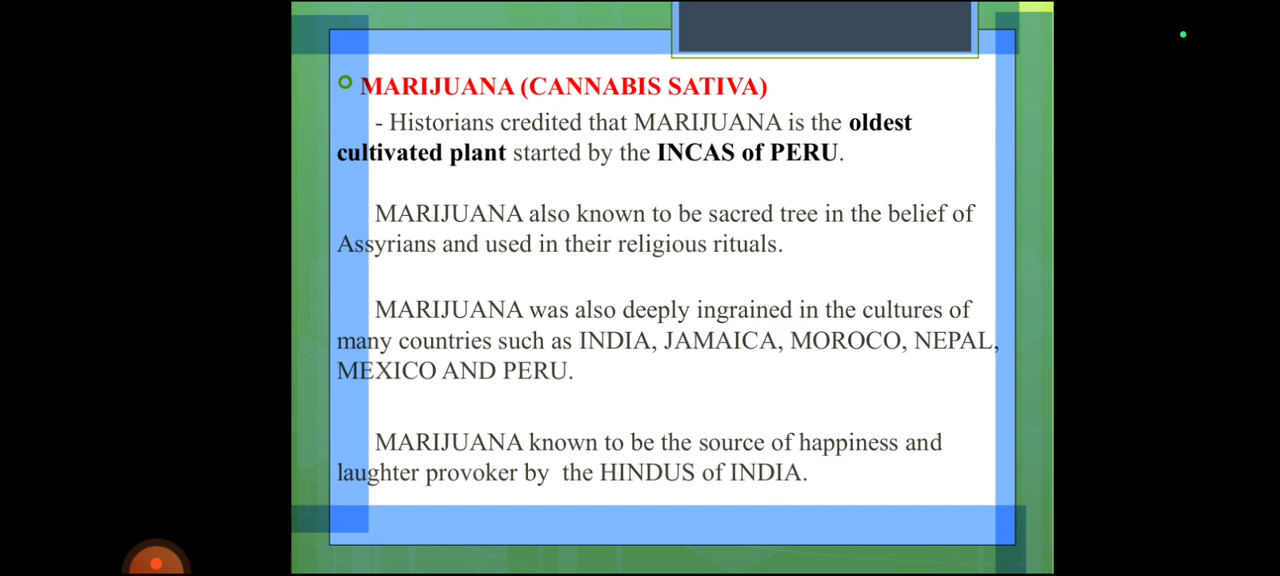 MARIJUANA (CANNABIS SATIVA)
- Historians credited that MARIJUANA is the oldest
cultivated plant started by the INCAS of PERU.
MARIJUANA also known to be sacred tree in the belief of
Assyrians and used in their religious rituals.
MARIJUANA was also deeply ingrained in the cultures of
many countries such as INDIA, JAMAICA, MOROCO, NEPAL,
MEXICO AND PERU.
MARIJUANA known to be the source of happiness and
laughter provoker by the HINDUS of INDIA.